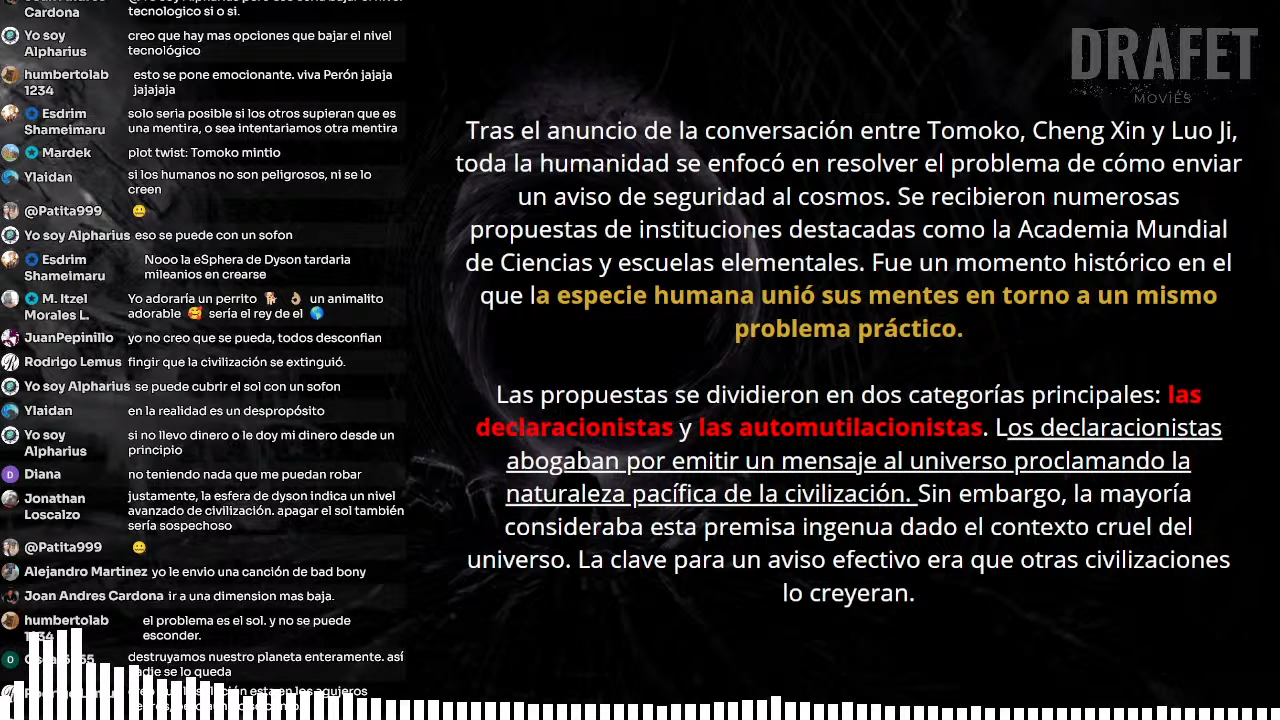 Cardona
tecnologico si o si.
Yo soy Alpharius
creo que hay mas opciones que bajar el nivel
tecnológico
humbertolab 1234
esto se pone emocionante. viva Perón jajaja
jajajaja
Esdrim Shameimaru
solo seria posible si los otros supieran que es
una mentira, o sea intentariamos otra mentira
Mardek
plot twist: Tomoko mintio
Ylaidan
si los humanos no son peligrosos, ni se lo
creen
@Patita999 😐
Yo soy Alpharius eso se puede con un sofon
Esdrim Shameimaru
Nooo la eSphera de Dyson tardaria
mileanios en crearse
M. Itzel Morales L.
Yo adoraría un perrito 🐕 👌🏼 un animalito
adorable 🥰 sería el rey de el 🌎
JuanPepinillo yo no creo que se pueda, todos desconfian
Rodrigo Lemus fingir que la civilización se extinguió.
Yo soy Alpharius se puede cubrir el sol con un sofon
Ylaidan en la realidad es un despropósito
Yo soy Alpharius
si no llevo dinero o le doy mi dinero desde un
principio
Diana no teniendo nada que me puedan robar
Jonathan Loscalzo
justamente, la esfera de dyson indica un nivel
avanzado de civilización. apagar el sol también
sería sospechoso
@Patita999 😐
Alejandro Martinez yo le envio una canción de bad bony
Joan Andres Cardona ir a una dimension mas baja.
humbertolab
el problema es el sol. y no se puede
esconder.
destruyamos nuestro planeta enteramente. así
se lo queda
DRAFET
MOVIES
Tras el anuncio de la conversación entre Tomoko, Cheng Xin y Luo Ji,
toda la humanidad se enfocó en resolver el problema de cómo enviar
un aviso de seguridad al cosmos. Se recibieron numerosas
propuestas de instituciones destacadas como la Academia Mundial
de Ciencias y escuelas elementales. Fue un momento histórico en el
que la especie humana unió sus mentes en torno a un mismo
problema práctico.
Las propuestas se dividieron en dos categorías principales: las
declaracionistas y las automutilacionistas. Los declaracionistas
abogaban por emitir un mensaje al universo proclamando la
naturaleza pacífica de la civilización. Sin embargo, la mayoría
consideraba esta premisa ingenua dado el contexto cruel del
universo. La clave para un aviso efectivo era que otras civilizaciones
lo creyeran.